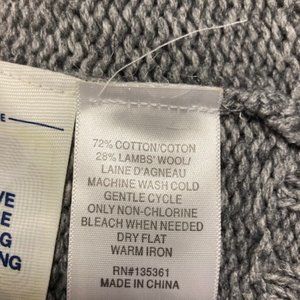 72% COTTON/COTON
28% LAMBS' WOOL/
LAINE D'AGNEAU
MACHINE WASH COLD
GENTLE CYCLE
ONLY NON-CHLORINE
BLEACH WHEN NEEDED
DRY FLAT
WARM IRON
RN#135361
MADE IN CHINA